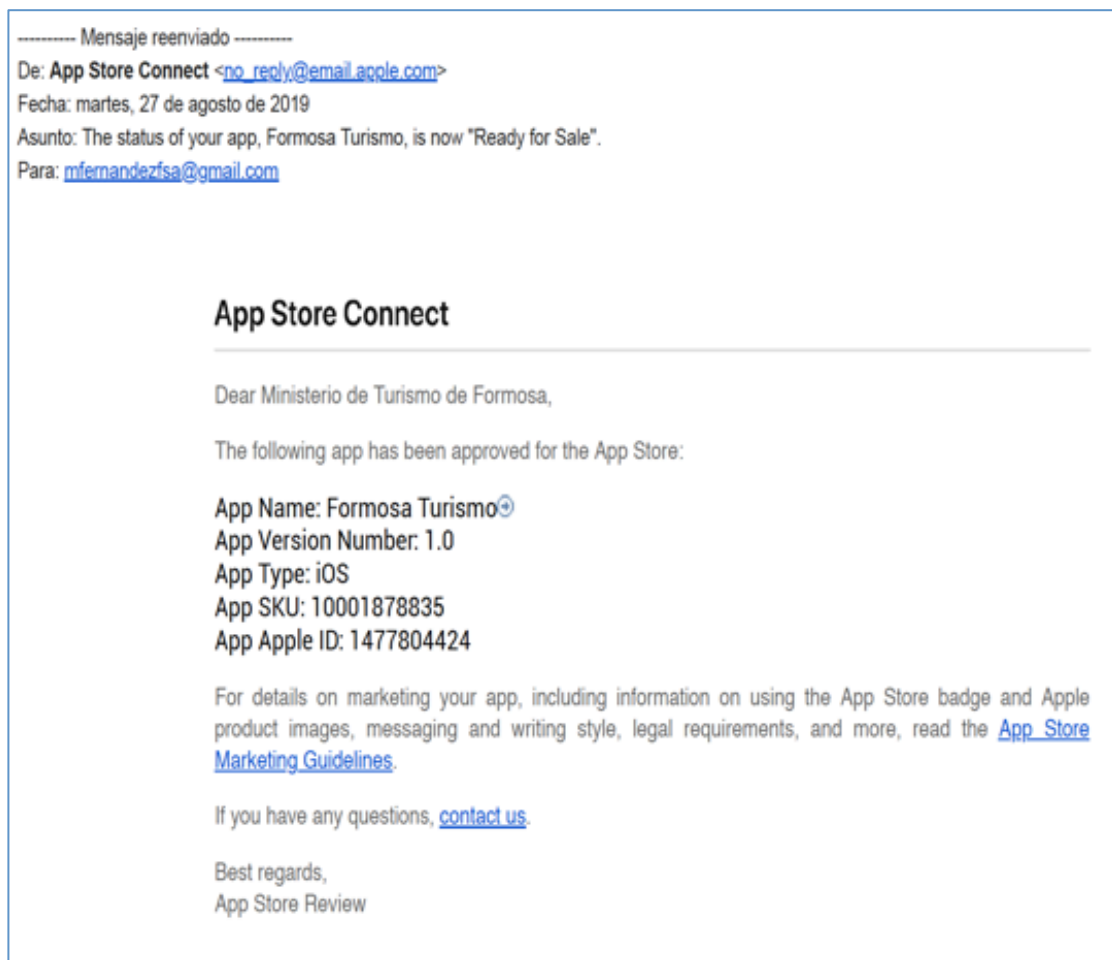 ---------- Mensaje reenviado ----------
De: App Store Connect <no_reply@email.apple.com>
Fecha: martes, 27 de agosto de 2019
Asunto: The status of your app, Formosa Turismo, is now "Ready for Sale".
Para: mfernandezfsa@gmail.com
App Store Connect
Dear Ministerio de Turismo de Formosa,
The following app has been approved for the App Store:
App Name: Formosa Turismo
App Version Number: 1.0
App Type: iOS
App SKU: 10001878835
App Apple ID: 1477804424
For details on marketing your app, including information on using the App Store badge and Apple
product images, messaging and writing style, legal requirements, and more, read the App Store
Marketing Guidelines.
If you have any questions, contact us.
Best regards,
App Store Review